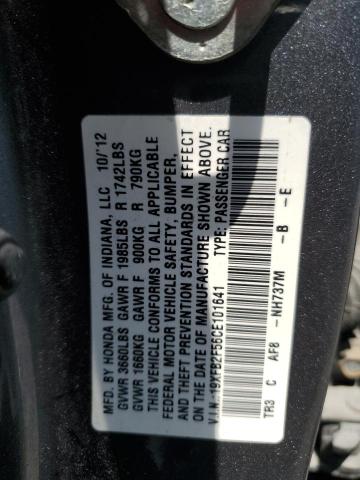 MFD. BY HONDA MFG. OF INDIANA, LLC 10/12
GVWR 3660LBS GAWR F 1985LBS R 1742LBS
GVWR 1660KG GAWR F 900KG R 790KG
THIS VEHICLE CONFORMS TO ALL APPLICABLE
FEDERAL MOTOR VEHICLE SAFETY, BUMPER,
AND THEFT PREVENTION STANDARDS IN EFFECT
ON THE DATE OF MANUFACTURE SHOWN ABOVE.
V.I.N.:19XFB2F56CE101641 TYPE: PASSENGER CAR
TR3 C AF8 -NH737M -B -E